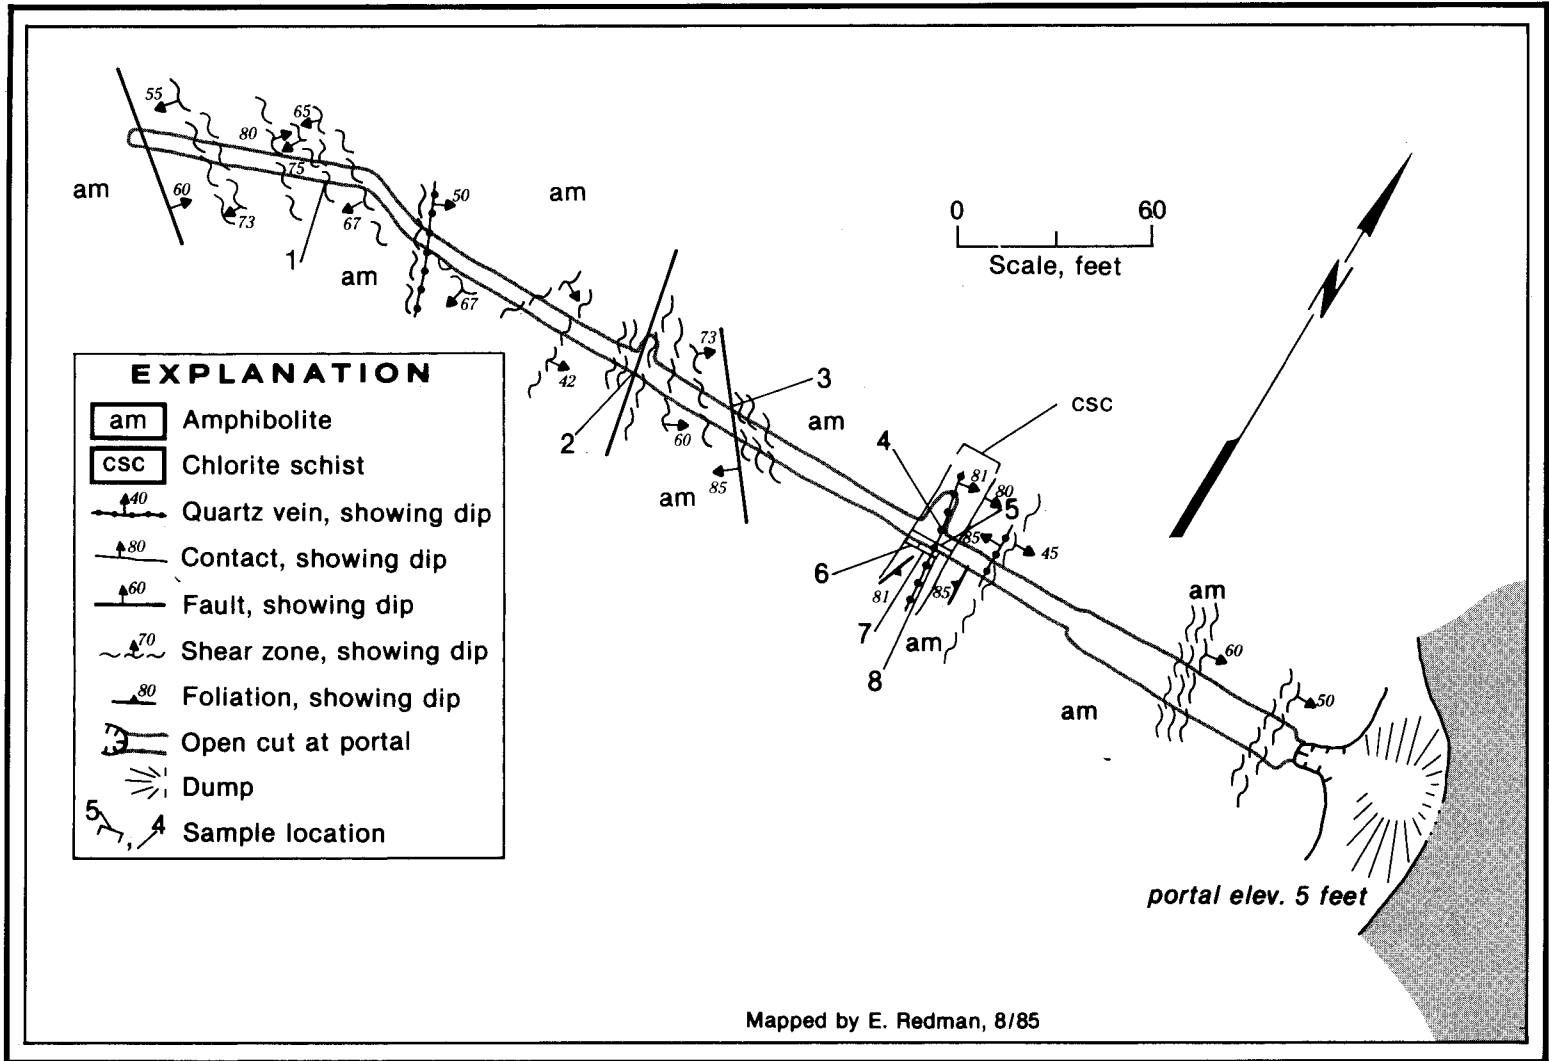 55
65
80
75
am
60
73
67
50
am
1
am
67
0 60
Scale, feet
N
42
73
2
60
3
am
4
csc
am
85
81
80
5
85
45
6
81
85
7
am
8
am
60
am
50
EXPLANATION
am Amphibolite
csc Chlorite schist
40 Quartz vein, showing dip
80 Contact, showing dip
60 Fault, showing dip
70 Shear zone, showing dip
80 Foliation, showing dip
Open cut at portal
Dump
5, 4 Sample location
portal elev. 5 feet
Mapped by E. Redman, 8/85